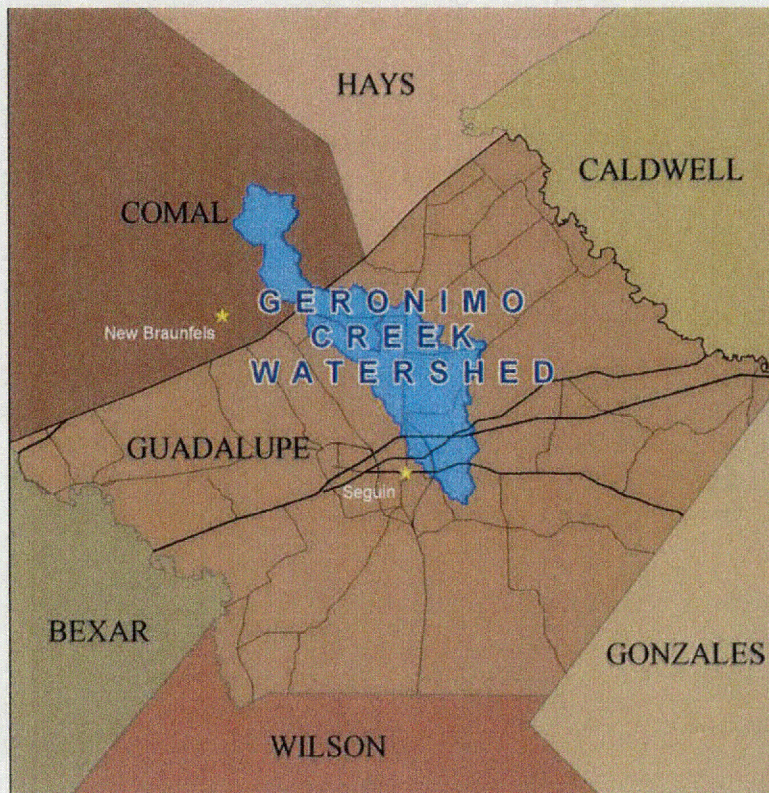 HAYS
CALDWELL
COMAL
GERONIMO
CREEK
WATERSHED
New Braunfels
GUADALUPE
Seguin
BEXAR
GONZALES
WILSON